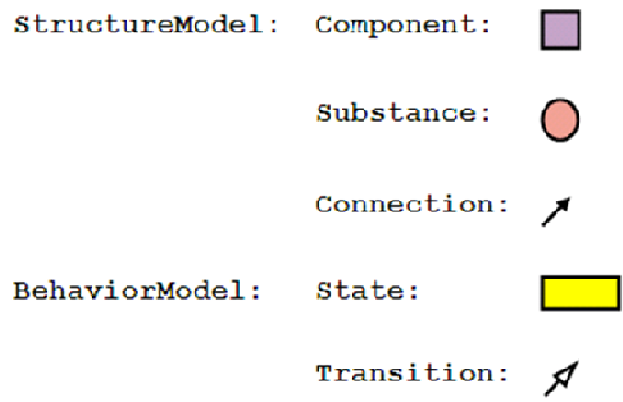 StructureModel: Component:
Substance:
Connection:
BehaviorModel: State:
Transition: